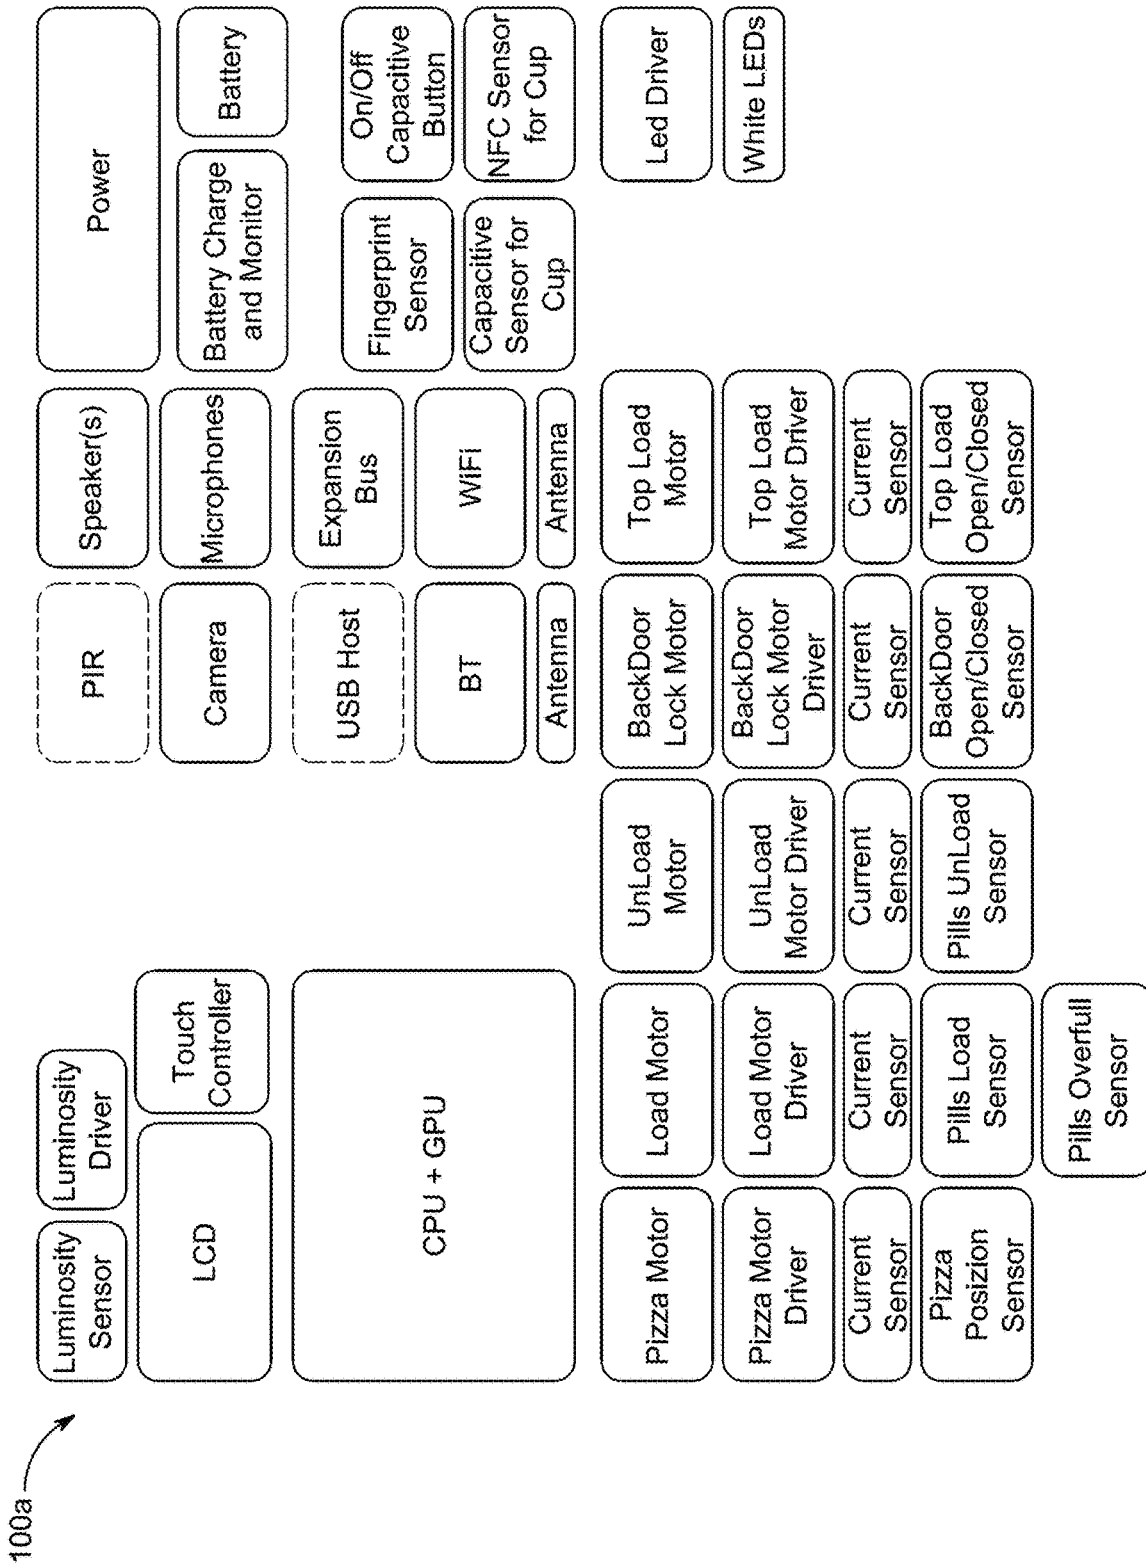 100a
Luminosity
Sensor
Luminosity
Driver
PIR
Speaker(s)
Power
LCD
Touch
Controller
Camera
Microphones
Battery Charge
and Monitor
Battery
CPU + GPU
USB Host
Expansion
Bus
Fingerprint
Sensor
On/Off
Capacitive
Button
BT
WiFi
Capacitive
Sensor for
Cup
NFC Sensor
for Cup
Antenna
Antenna
Pizza Motor
Load Motor
UnLoad
Motor
BackDoor
Lock Motor
Top Load
Motor
Led Driver
Pizza Motor
Driver
Load Motor
Driver
UnLoad
Motor Driver
BackDoor
Lock Motor
Driver
Top Load
Motor Driver
White LEDs
Current
Sensor
Current
Sensor
Current
Sensor
Current
Sensor
Current
Sensor
Pizza
Posizion
Sensor
Pills Load
Sensor
Pills UnLoad
Sensor
BackDoor
Open/Closed
Sensor
Top Load
Open/Closed
Sensor
Pills Overfull
Sensor